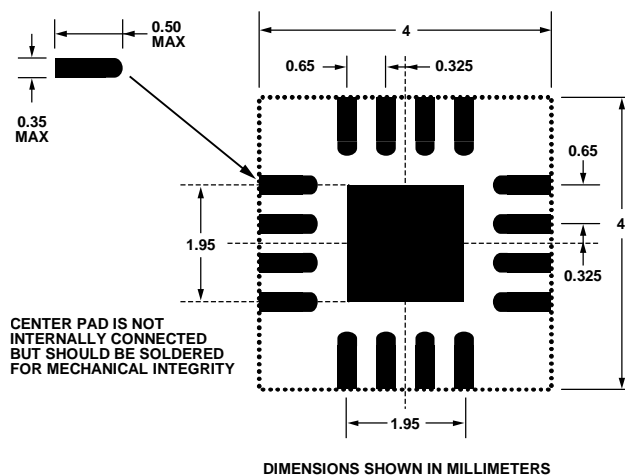 0.50
MAX
4
0.65
0.325
0.35
MAX
0.65
1.95
4
0.325
CENTER PAD IS NOT
INTERNALLY CONNECTED
BUT SHOULD BE SOLDERED
FOR MECHANICAL INTEGRITY
1.95
DIMENSIONS SHOWN IN MILLIMETERS